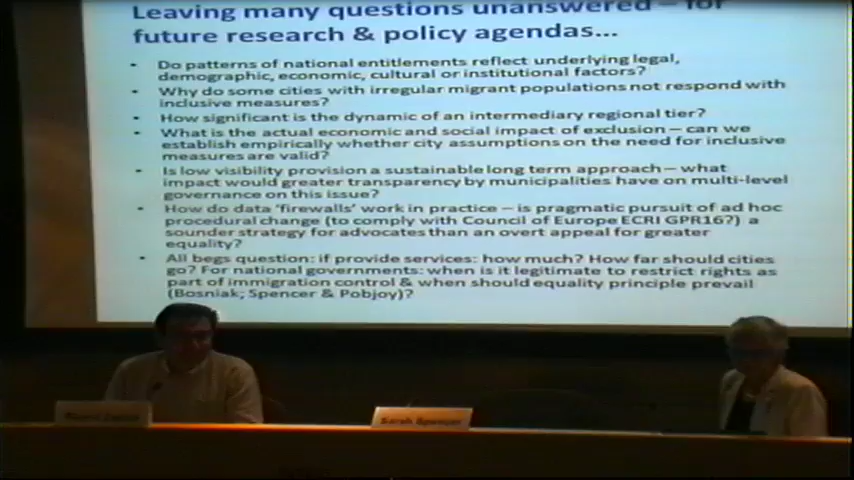 Leaving many questions unanswered – for
future research & policy agendas...
• Do patterns of national entitlements reflect underlying legal,
demographic, economic, cultural or institutional factors?
• Why do some cities with irregular migrant populations not respond with
inclusive measures?
• How significant is the dynamic of an intermediary regional tier?
• What is the actual economic and social impact of exclusion – can we
establish empirically whether city assumptions on the need for inclusive
measures are valid?
• Is low visibility provision a sustainable long term approach – what
impact would greater transparency by municipalities have on multi-level
governance on this issue?
• How do data ‘firewalls’ work in practice – is pragmatic pursuit of ad hoc
procedural change (to comply with Council of Europe ECRI GPR16?) a
sounder strategy for advocates than an overt appeal for greater
equality?
• All begs question: if provide services: how much? How far should cities
go? For national governments: when is it legitimate to restrict rights as
part of immigration control & when should equality principle prevail
(Bosniak; Spencer & Pobjoy)?
Sarah Spencer